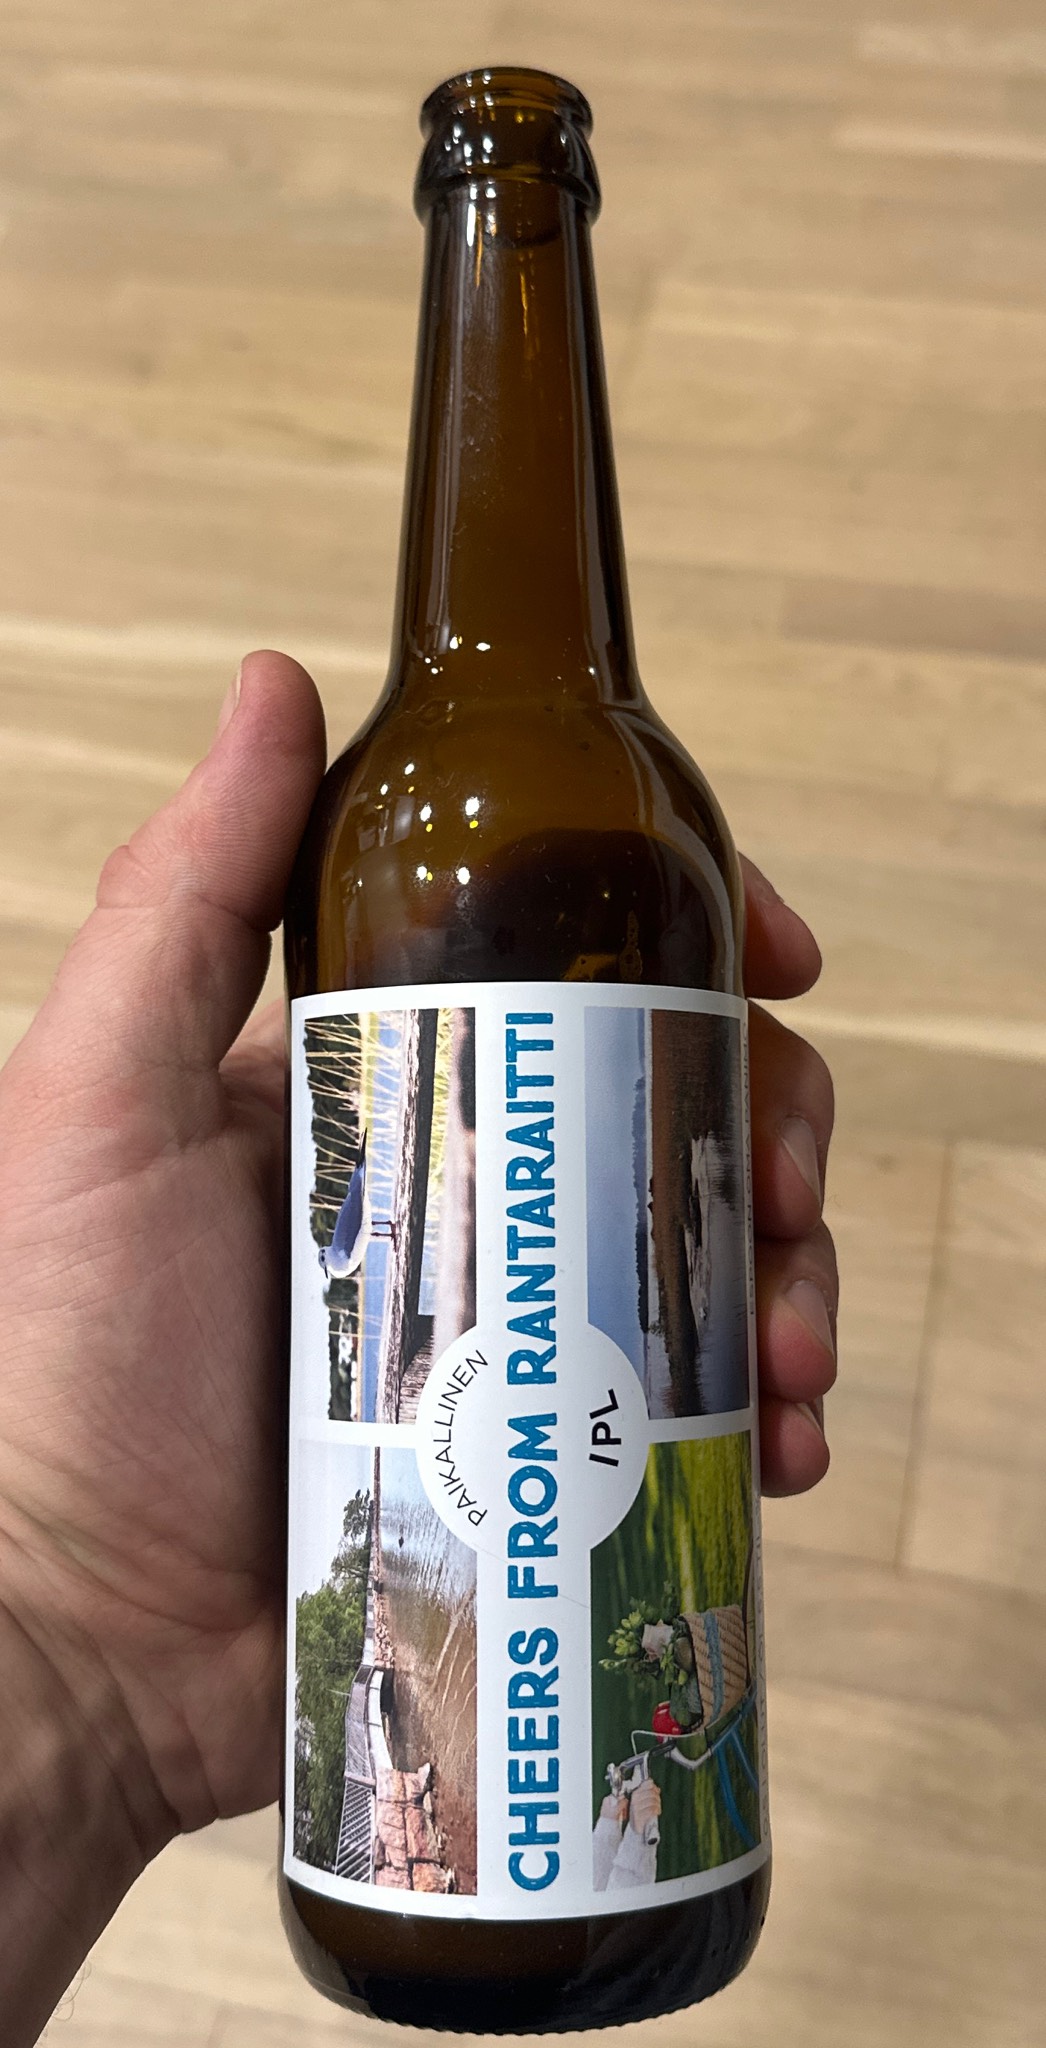 PAIKALLINEN
CHEERS FROM RANTARAITTI
IPL